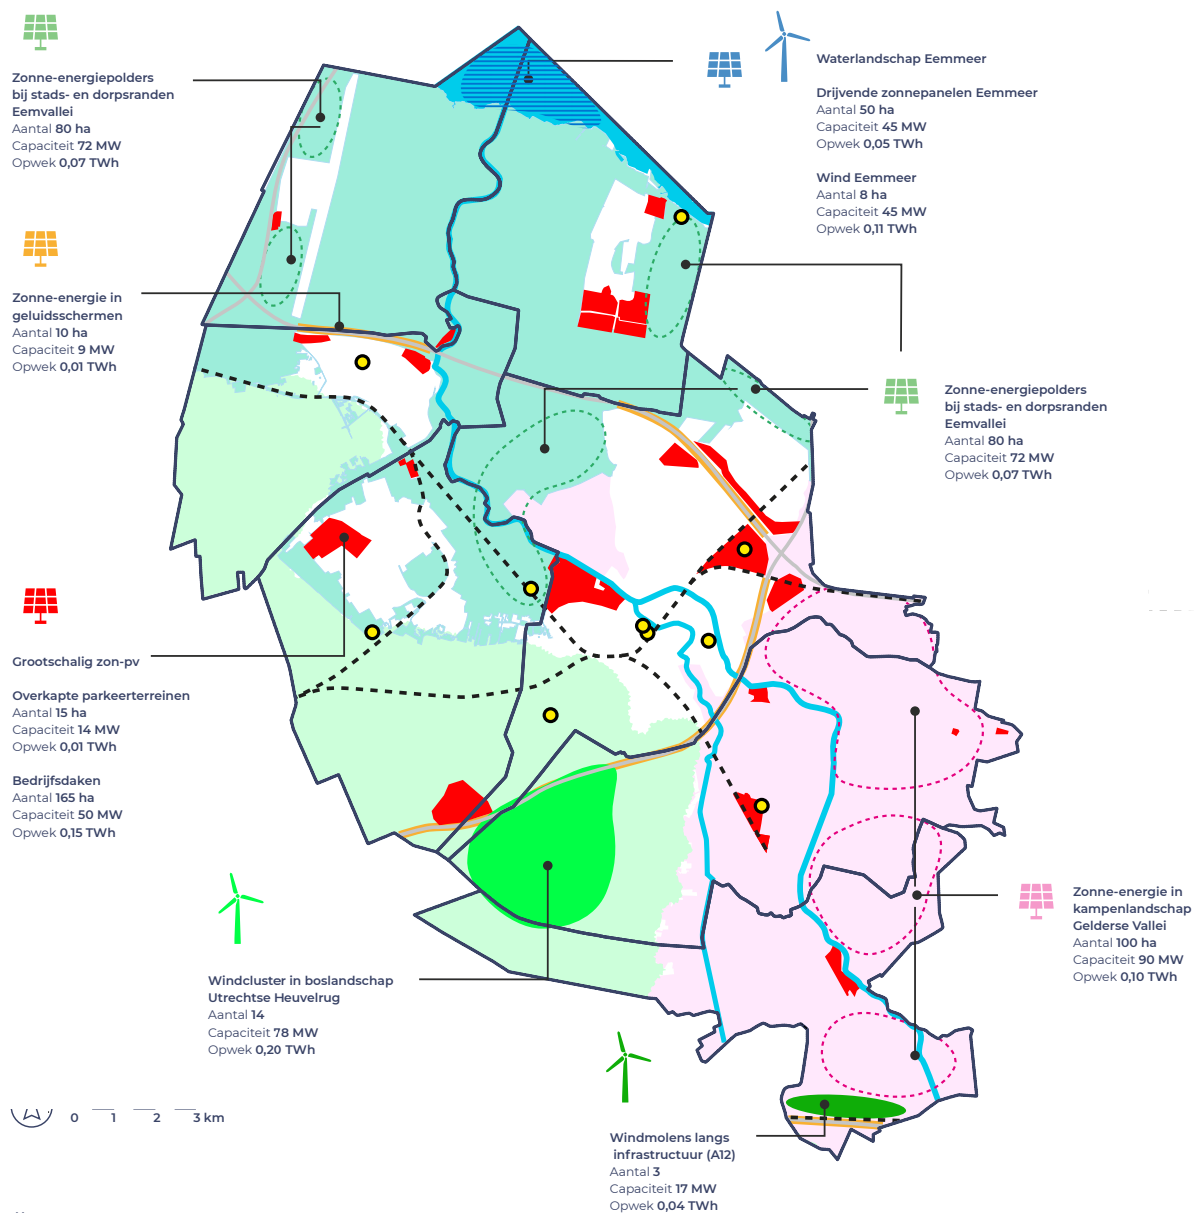 Zonne-energiepolders
bij stads- en dorpsranden
Eemvallei
Aantal 80 ha
Capaciteit 72 MW
Opwek 0,07 TWh
Waterlandschap Eemmeer
Drijvende zonnepanelen Eemmeer
Aantal 50 ha
Capaciteit 45 MW
Opwek 0,05 TWh
Wind Eemmeer
Aantal 8 ha
Capaciteit 45 MW
Opwek 0,11 TWh
Zonne-energie in
geluidsschermen
Aantal 10 ha
Capaciteit 9 MW
Opwek 0,01 TWh
Zonne-energiepolders
bij stads- en dorpsranden
Eemvallei
Aantal 80 ha
Capaciteit 72 MW
Opwek 0,07 TWh
Grootschalig zon-pv
Overkapte parkeerterreinen
Aantal 15 ha
Capaciteit 14 MW
Opwek 0,01 TWh
Bedrijfsdaken
Aantal 165 ha
Capaciteit 50 MW
Opwek 0,15 TWh
Zonne-energie in
kampenlandschap
Gelderse Vallei
Aantal 100 ha
Capaciteit 90 MW
Opwek 0,10 TWh
Windcluster in boslandschap
Utrechtse Heuvelrug
Aantal 14
Capaciteit 78 MW
Opwek 0,20 TWh
0 1 2 3 km
Windmolens langs
infrastructuur (A12)
Aantal 3
Capaciteit 17 MW
Opwek 0,04 TWh